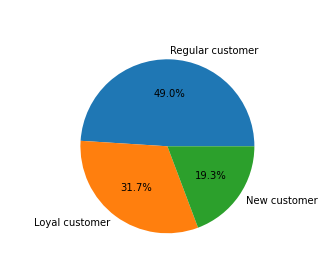 Regular customer
49.0%
31.7%
19.3%
Loyal customer
New customer